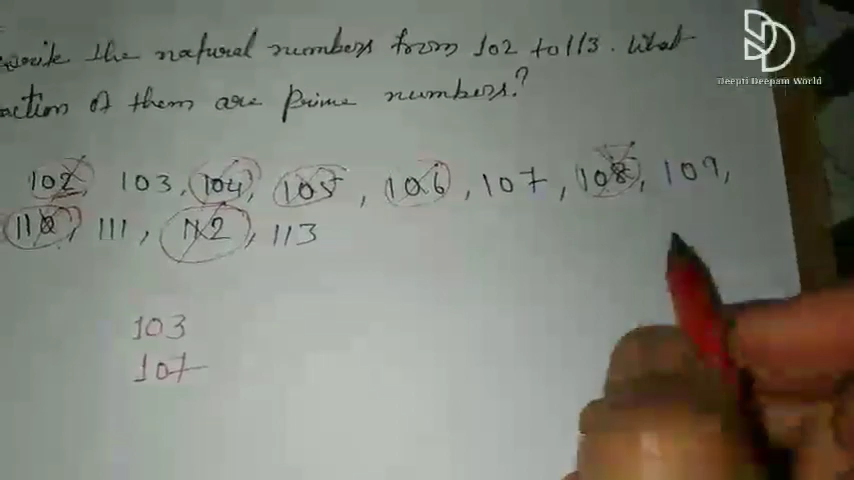 write the natural numbers from 102 to 113. What
action of them are prime numbers?
102, 103, 104, 105, 106, 107, 108, 109,
110, 111, 112, 113
103
107
Deepti Deepam World